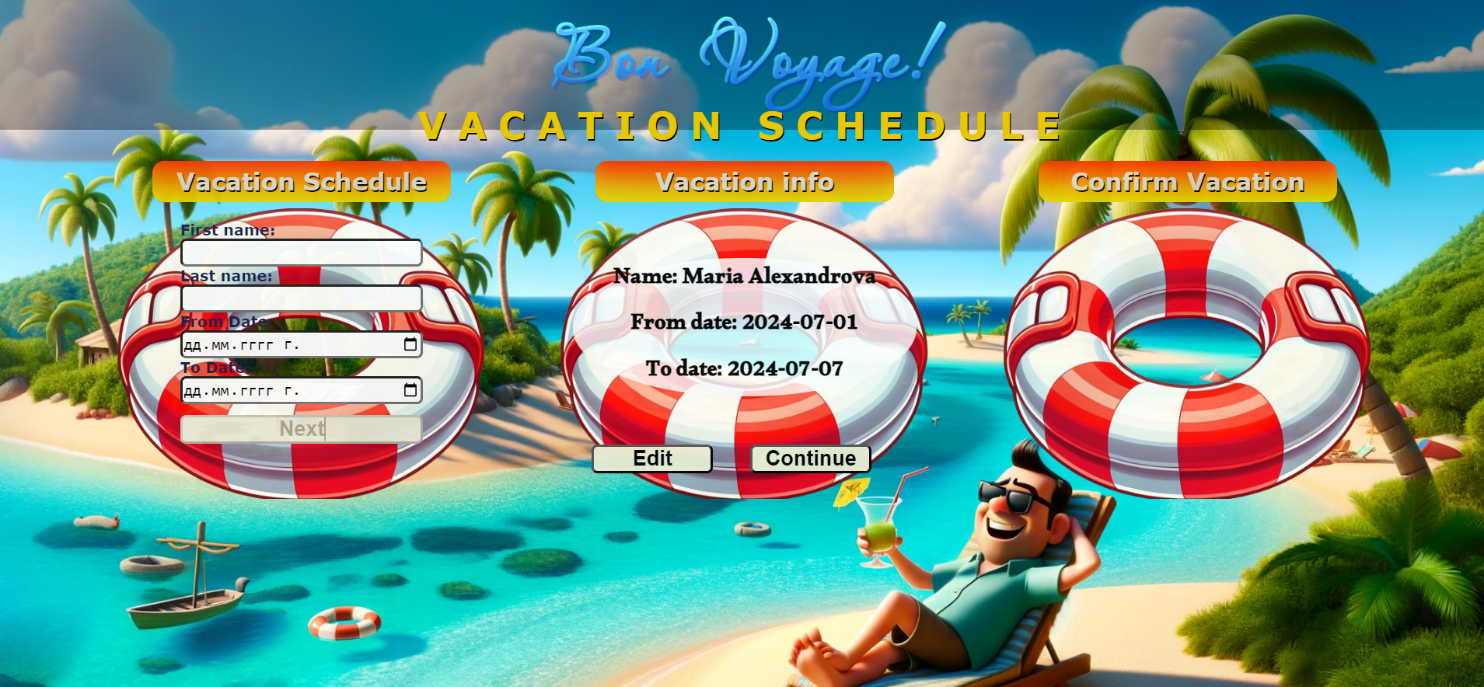 Bon Voyage!
VACATION SCHEDULE
Vacation Schedule
First name:
Last name:
From Date:
дд.мм.гггг г.
To Date:
дд.мм.гггг г.
Next
Vacation info
Name: Maria Alexandrova
From date: 2024-07-01
To date: 2024-07-07
Edit
Continue
Confirm Vacation